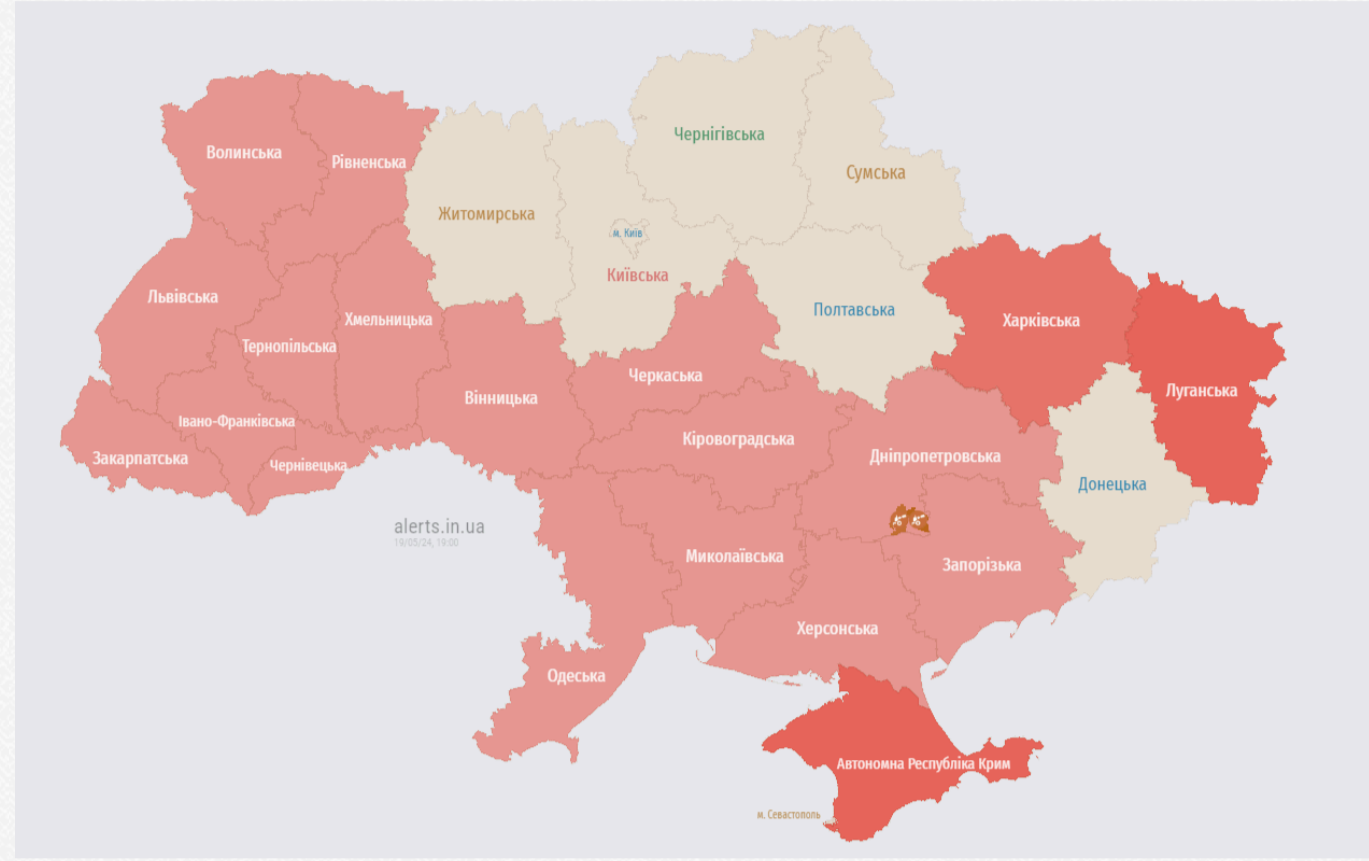 Чернігівська
Волинська
Рівненська
Сумська
Житомирська
м. Київ
Київська
Львівська
Полтавська
Хмельницька
Харківська
Тернопільська
Черкаська
Луганська
Вінницька
Івано-Франківська
Кіровоградська
Закарпатська
Чернівецька
Дніпропетровська
Донецька
alerts.in.ua
19/05/24, 19:00
Миколаївська
Запорізька
Херсонська
Одеська
Автономна Республіка Крим
м. Севастополь